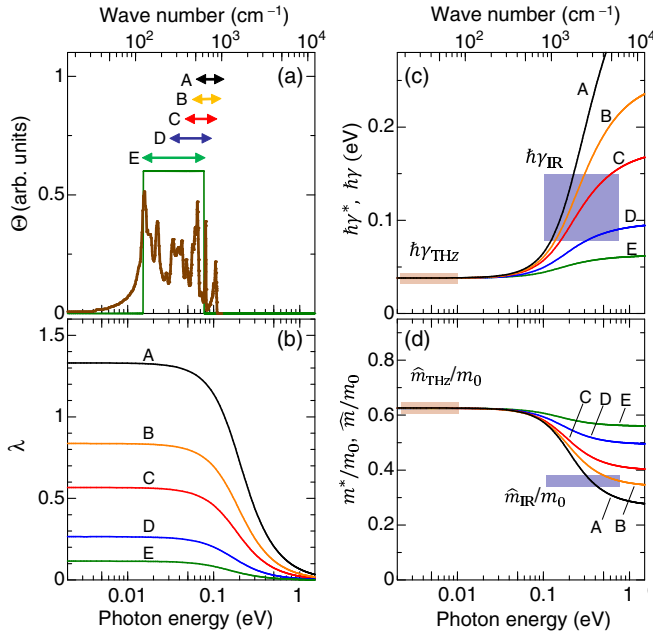 Wave number (cm⁻¹)
10² 10³ 10⁴
(a)
A
B
C
D
E
1
0.5
0
Θ (arb. units)
(b)
A
B
C
D
E
1.5
1
0.5
0
λ
0.01 0.1 1
Photon energy (eV)
Wave number (cm⁻¹)
10² 10³ 10⁴
(c)
A
B
C
D
E
ℏγ_IR
ℏγ_THz
0.2
0.1
0
ℏγ*, ℏγ (eV)
(d)
m̂_THz/m₀
C D E
m̂_IR/m₀
A B
0.8
0.6
0.4
0.2
0
m*/m₀, m̂/m₀
0.01 0.1 1
Photon energy (eV)